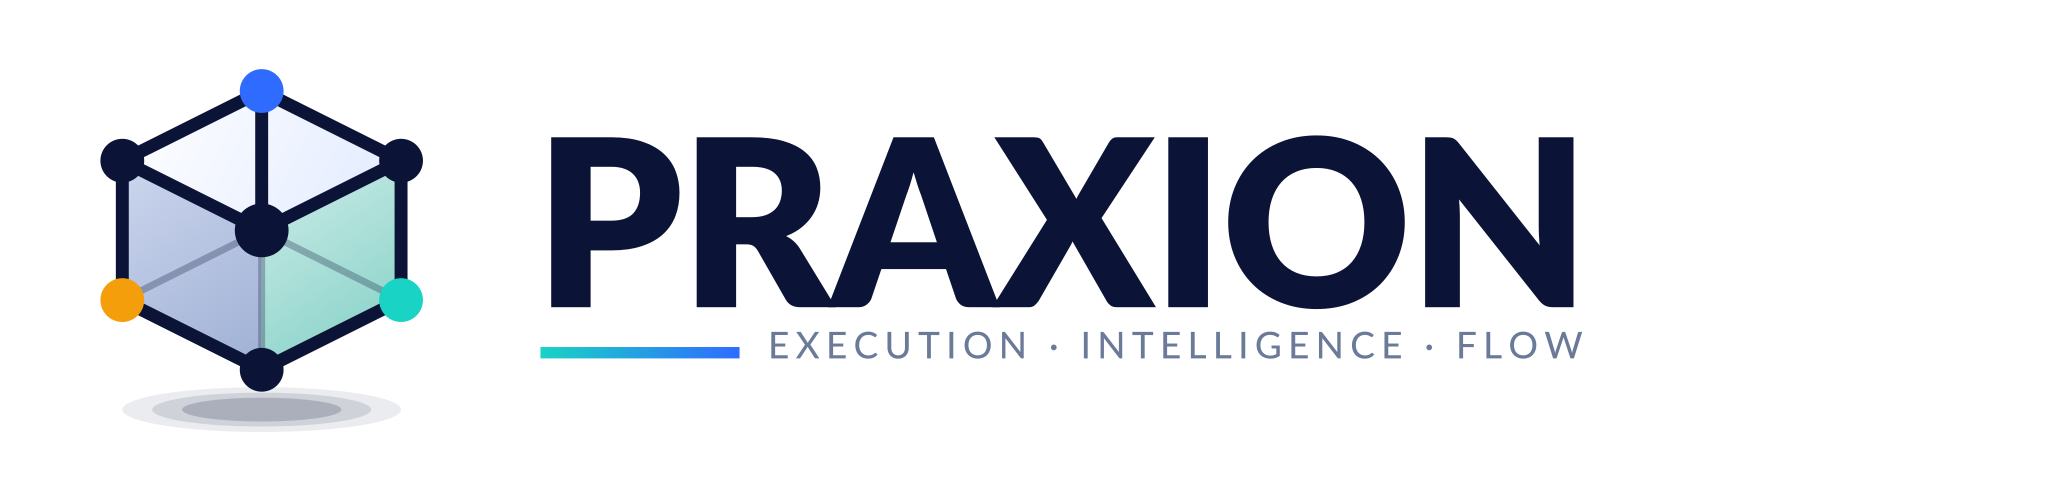 PRAXION
EXECUTION · INTELLIGENCE · FLOW